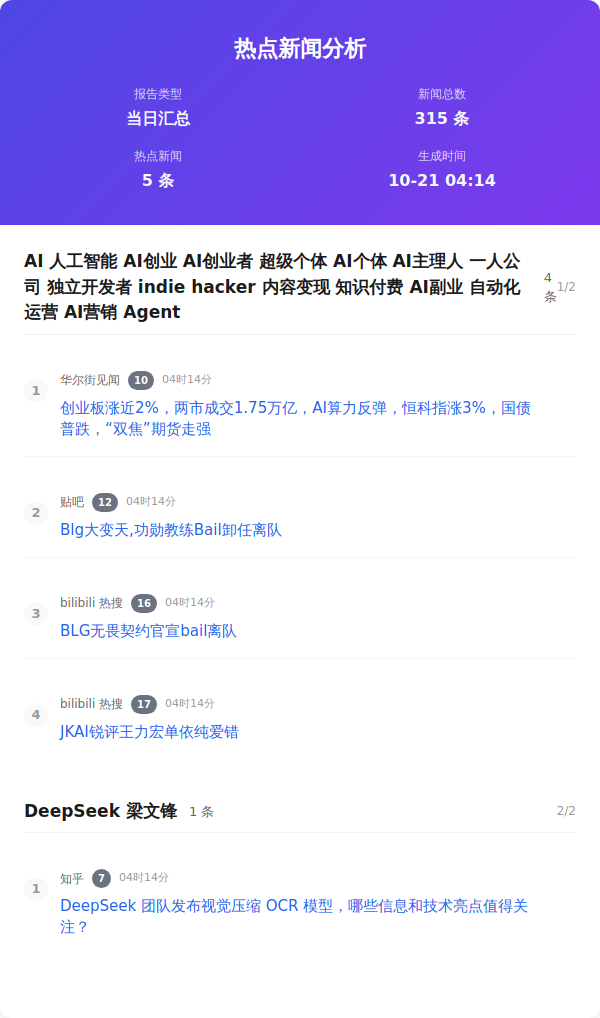 热点新闻分析
报告类型
当日汇总
新闻总数
315 条
热点新闻
5 条
生成时间
10-21 04:14
AI 人工智能 AI创业 AI创业者 超级个体 AI个体 AI主理人 一人公
司 独立开发者 indie hacker 内容变现 知识付费 AI副业 自动化
运营 AI营销 Agent
4
条
1/2
1
华尔街见闻 10 04时14分
创业板涨近2%，两市成交1.75万亿，AI算力反弹，恒科指涨3%，国债
普跌，“双焦”期货走强
2
贴吧 12 04时14分
Blg大变天,功勋教练Bail卸任离队
3
bilibili 热搜 16 04时14分
BLG无畏契约官宣bail离队
4
bilibili 热搜 17 04时14分
JKAI锐评王力宏单依纯爱错
DeepSeek 梁文锋 1 条 2/2
1
知乎 7 04时14分
DeepSeek 团队发布视觉压缩 OCR 模型，哪些信息和技术亮点值得关
注？